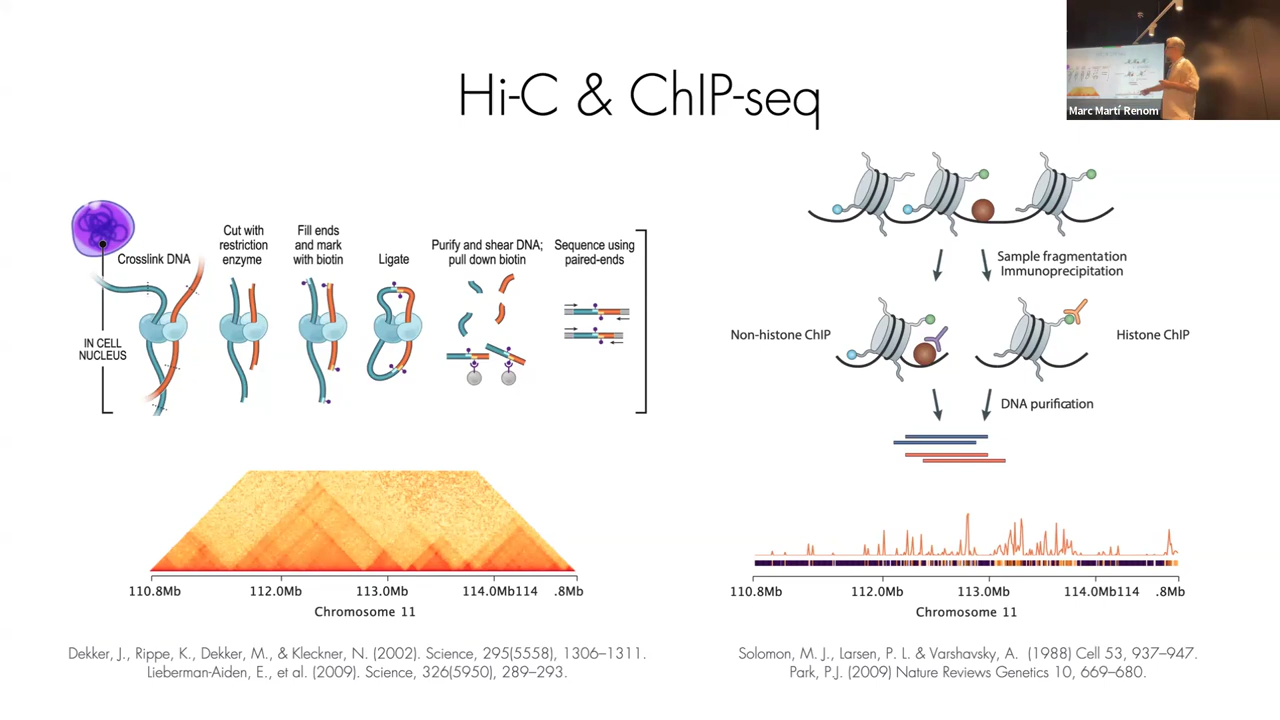 Marc Martí Renom
Hi-C & ChIP-seq
Crosslink DNA
Cut with
restriction
enzyme
Fill ends
and mark
with biotin
Ligate
Purify and shear DNA;
pull down biotin
Sequence using
paired-ends
IN CELL
NUCLEUS
110.8Mb
112.0Mb
113.0Mb
114.0Mb114
.8Mb
Chromosome 11
Dekker, J., Rippe, K., Dekker, M., & Kleckner, N. (2002). Science, 295(5558), 1306–1311.
Lieberman-Aiden, E., et al. (2009). Science, 326(5950), 289–293.
Sample fragmentation
Immunoprecipitation
Non-histone ChIP
Histone ChIP
DNA purification
110.8Mb
112.0Mb
113.0Mb
114.0Mb114
.8Mb
Chromosome 11
Solomon, M. J., Larsen, P. L. & Varshavsky, A. (1988) Cell 53, 937–947.
Park, P.J. (2009) Nature Reviews Genetics 10, 669–680.